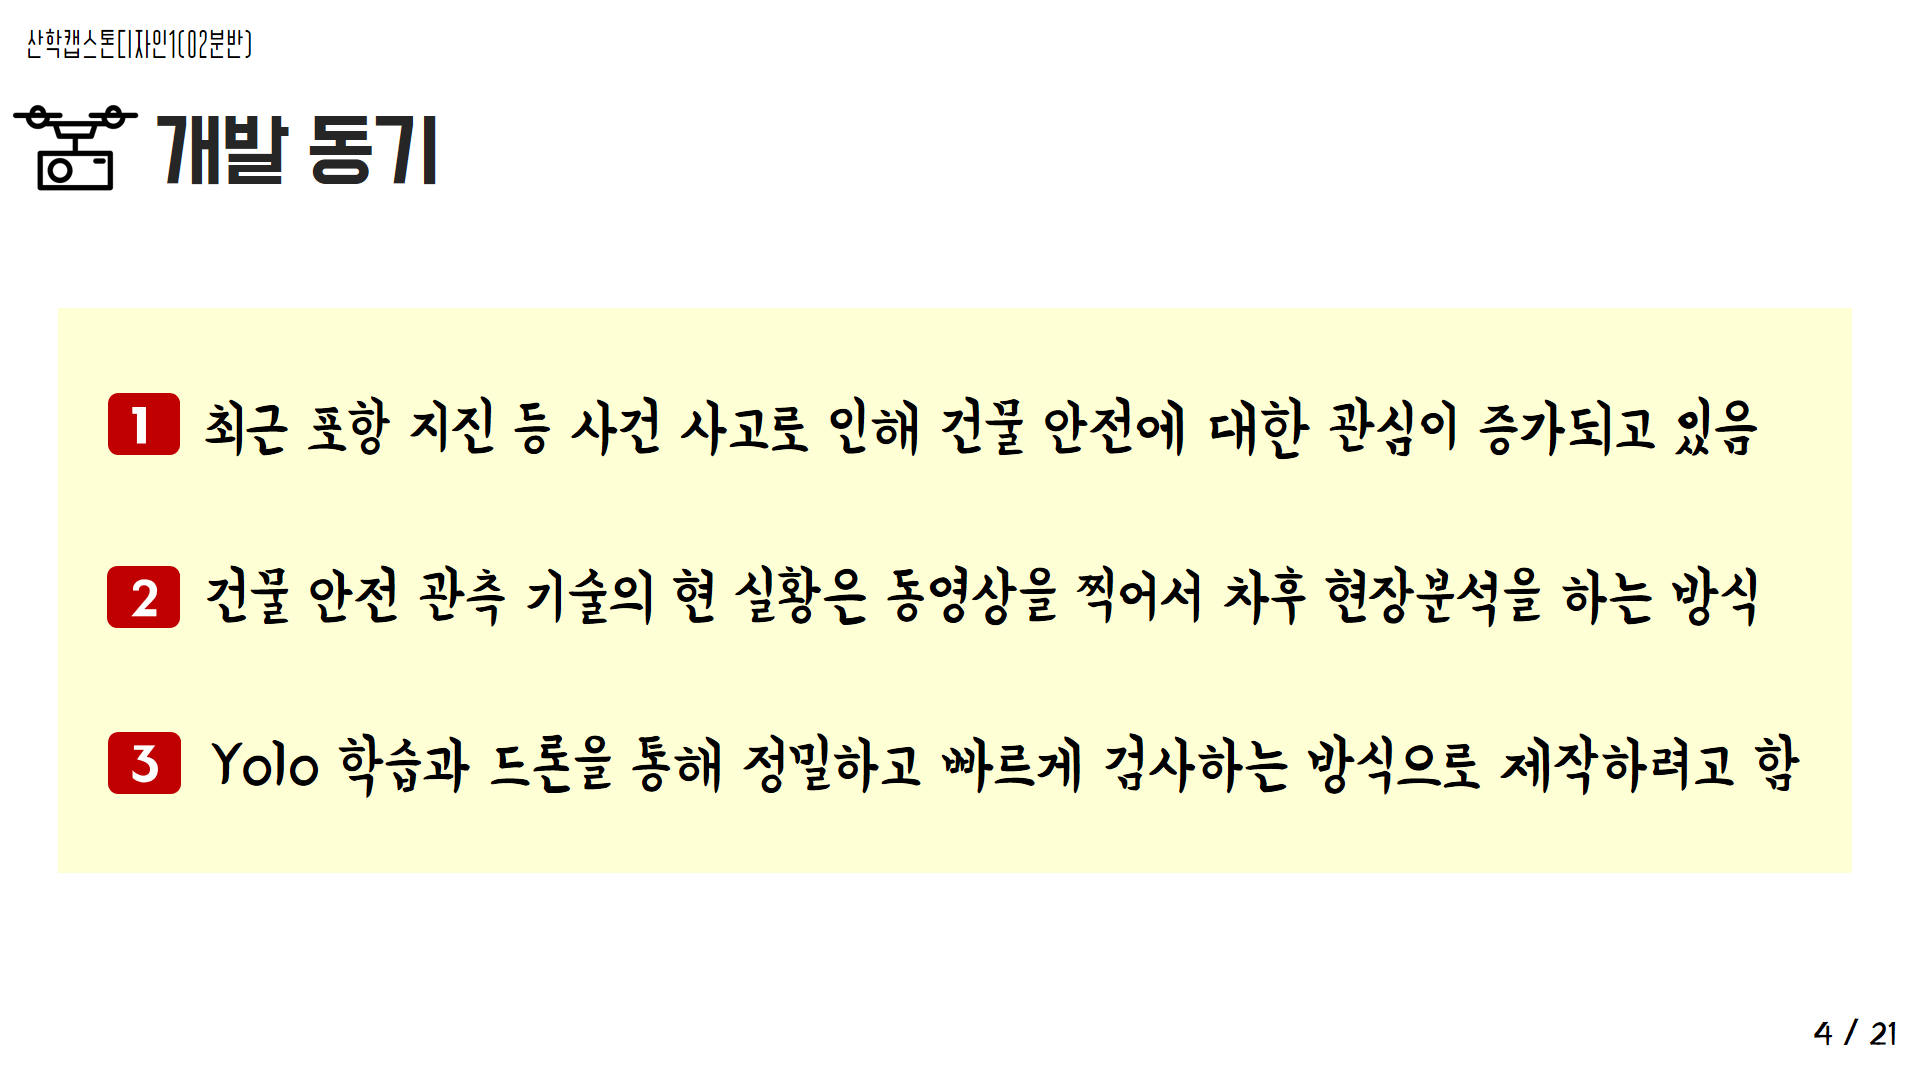 산학캡스톤디자인1(02분반)
개발 동기
1 최근 포항 지진 등 사건 사고로 인해 건물 안전에 대한 관심이 증가되고 있음
2 건물 안전 관측 기술의 현 실황은 동영상을 찍어서 차후 현장분석을 하는 방식
3 Yolo 학습과 드론을 통해 정밀하고 빠르게 검사하는 방식으로 제작하려고 함
4 / 21